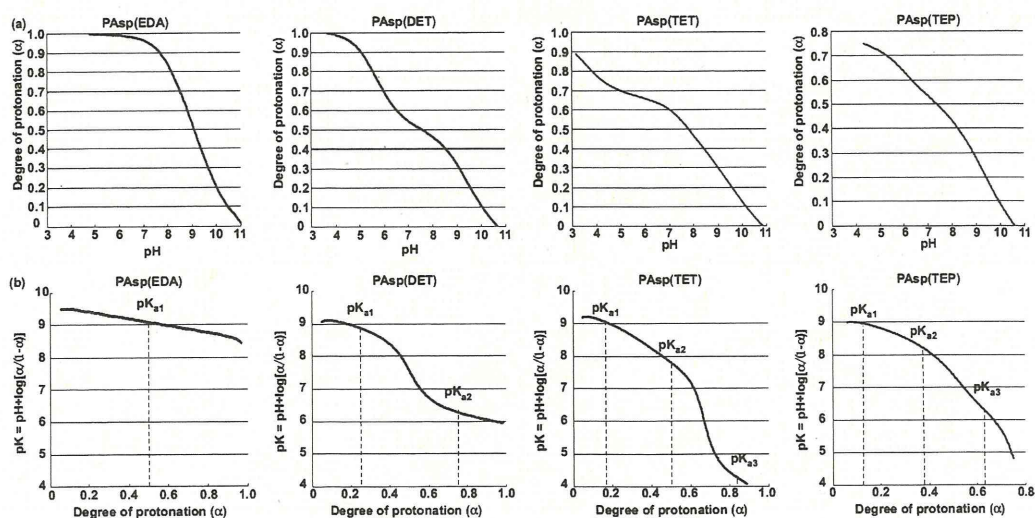 (a)
PAsp(EDA)
Degree of protonation (α)
1.0
0.9
0.8
0.7
0.6
0.5
0.4
0.3
0.2
0.1
0
3 4 5 6 7 8 9 10 11
pH
PAsp(DET)
Degree of protonation (α)
1.0
0.9
0.8
0.7
0.6
0.5
0.4
0.3
0.2
0.1
0
3 4 5 6 7 8 9 10 11
pH
PAsp(TET)
Degree of protonation (α)
1.0
0.9
0.8
0.7
0.6
0.5
0.4
0.3
0.2
0.1
0
3 4 5 6 7 8 9 10 11
pH
PAsp(TEP)
Degree of protonation (α)
0.8
0.7
0.6
0.5
0.4
0.3
0.2
0.1
0
3 4 5 6 7 8 9 10 11
pH
(b)
PAsp(EDA)
pK = pH+log[α/(1-α)]
10
9
8
7
6
5
4
pKa1
0 0.2 0.4 0.6 0.8 1.0
Degree of protonation (α)
PAsp(DET)
pK = pH+log[α/(1-α)]
10
9
8
7
6
5
4
pKa1
pKa2
0 0.2 0.4 0.6 0.8 1.0
Degree of protonation (α)
PAsp(TET)
pK = pH+log[α/(1-α)]
10
9
8
7
6
5
4
pKa1
pKa2
pKa3
0 0.2 0.4 0.6 0.8 1.0
Degree of protonation (α)
PAsp(TEP)
pK = pH+log[α/(1-α)]
10
9
8
7
6
5
4
pKa1
pKa2
pKa3
0 0.2 0.4 0.6 0.8
Degree of protonation (α)